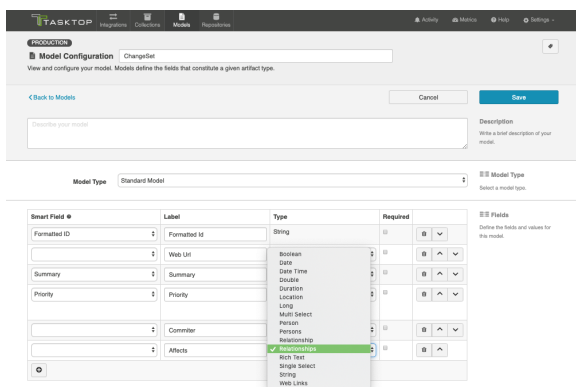 TASKTOP
Integrations
Collections
Models
Repositories
Activity
Metrics
Help
Settings
PRODUCTION
Model Configuration
ChangeSet
View and configure your model. Models define the fields that constitute a given artifact type.
Back to Models
Cancel
Save
Describe your model
Description
Write a brief description of your
model.
Model Type
Standard Model
Model Type
Select a model type.
Smart Field
Label
Type
Required
Fields
Define the fields and values for
this model.
Formatted ID
Formatted Id
String
Web Url
Summary
Summary
Priority
Priority
Commiter
Affects
Boolean
Date
Date Time
Double
Duration
Location
Long
Multi Select
Person
Persons
Relationship
Relationships
Rich Text
Single Select
String
Web Links